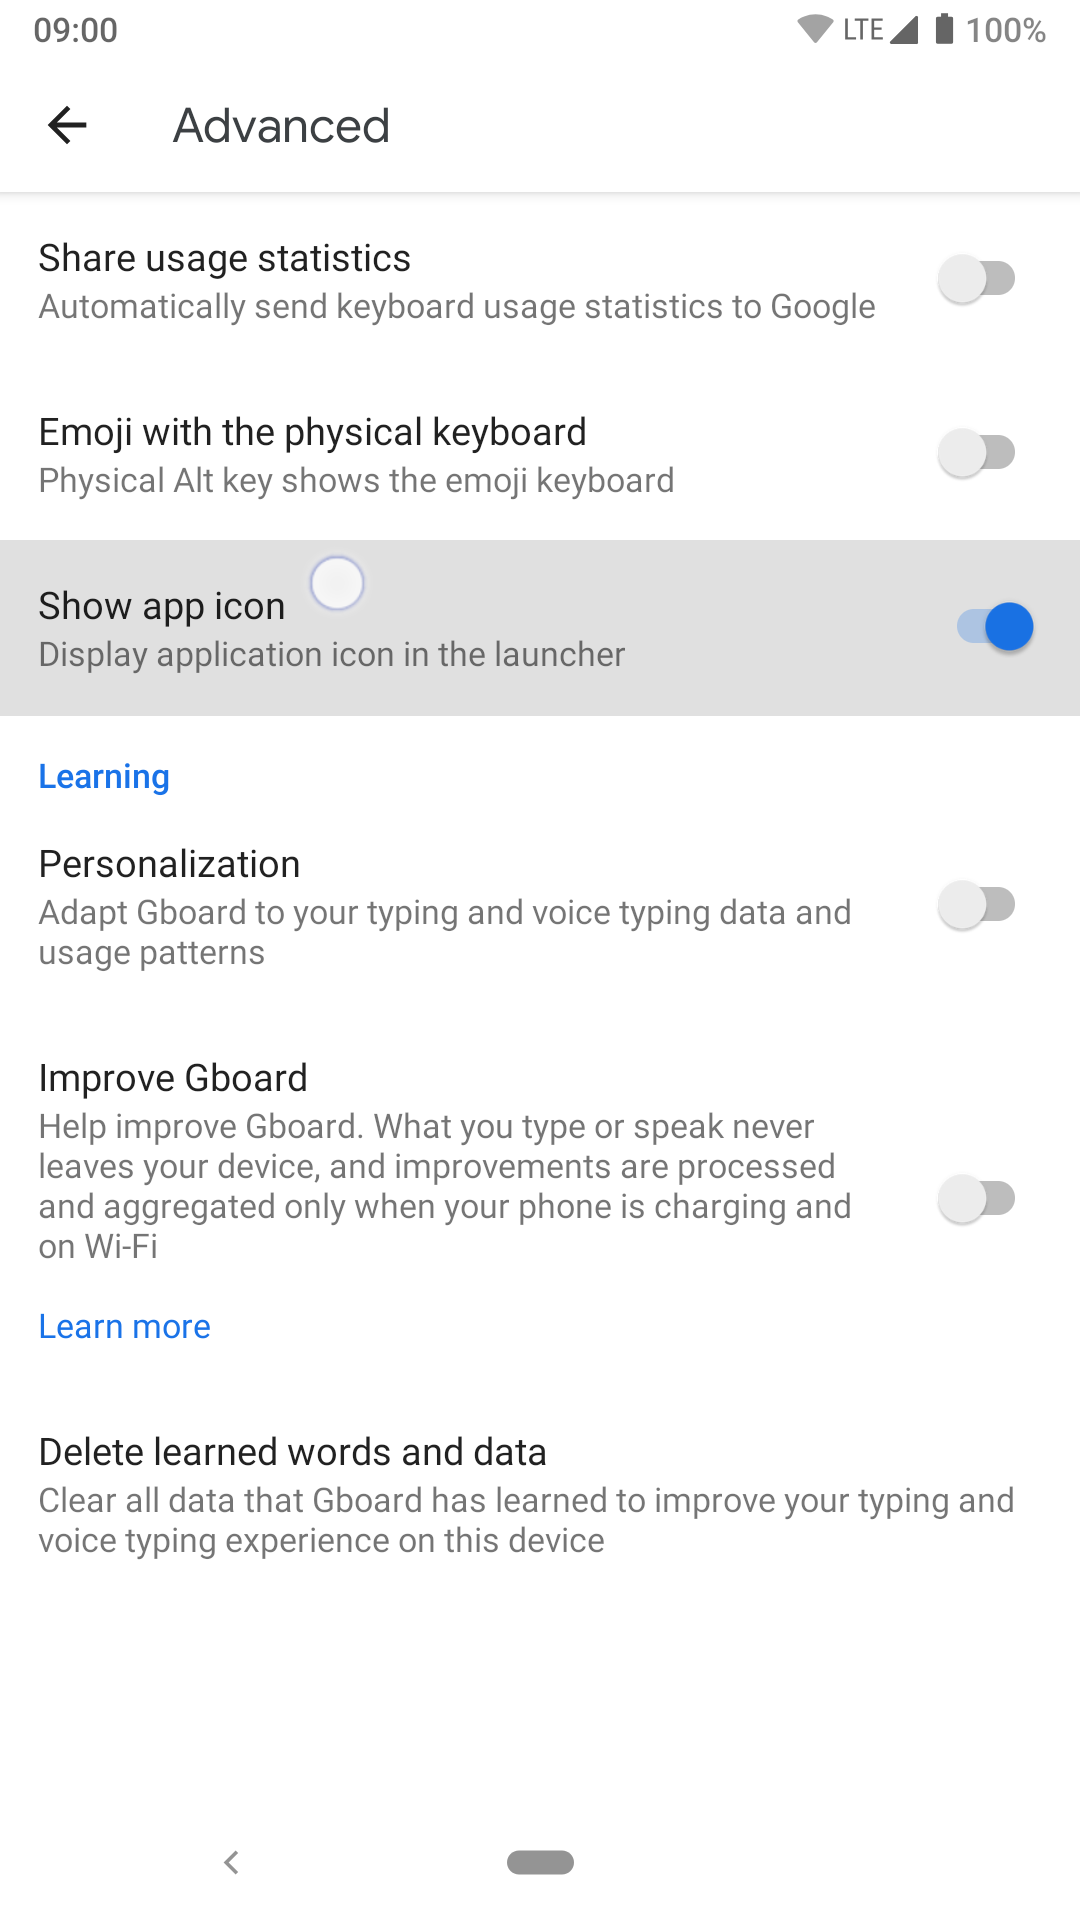 09:00
LTE 100%
Advanced
Share usage statistics
Automatically send keyboard usage statistics to Google
Emoji with the physical keyboard
Physical Alt key shows the emoji keyboard
Show app icon
Display application icon in the launcher
Learning
Personalization
Adapt Gboard to your typing and voice typing data and
usage patterns
Improve Gboard
Help improve Gboard. What you type or speak never
leaves your device, and improvements are processed
and aggregated only when your phone is charging and
on Wi-Fi
Learn more
Delete learned words and data
Clear all data that Gboard has learned to improve your typing and
voice typing experience on this device